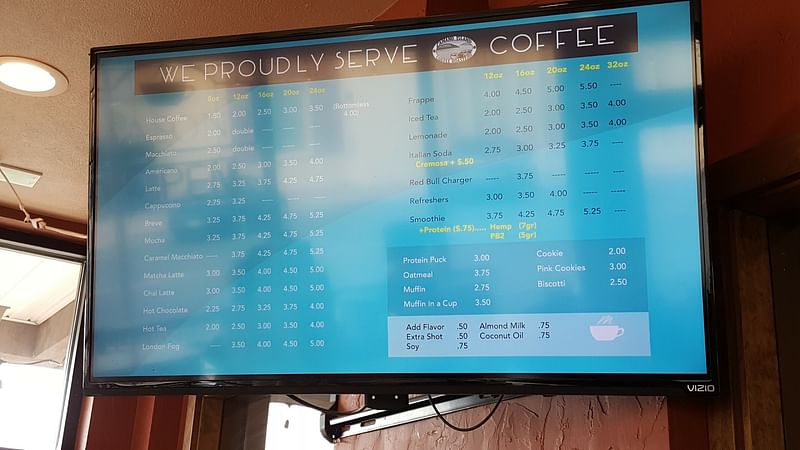 WE PROUDLY SERVE COFFEE
8oz 12oz 16oz 20oz 24oz
House Coffee 1.80 2.00 2.50 3.00 3.50 (Bottomless 4.00)
Espresso 2.00 double ---- ---- ----
Macchiato 2.50 double ---- ---- ----
Americano 2.00 2.50 3.00 3.50 4.00
Latte 2.75 3.25 3.75 4.25 4.75
Cappucono 2.75 3.25 ---- ---- ----
Breve 3.25 3.75 4.25 4.75 5.25
Mocha 3.25 3.75 4.25 4.75 5.25
Caramel Macchiato ---- 3.75 4.25 4.75 5.25
Matcha Latte 3.00 3.50 4.00 4.50 5.00
Chai Latte 3.00 3.50 4.00 4.50 5.00
Hot Chocolate 2.25 2.75 3.25 3.75 4.00
Hot Tea 2.00 2.50 3.00 3.50 4.00
London Fog ---- 3.50 4.00 4.50 5.00
12oz 16oz 20oz 24oz 32oz
Frappe 4.00 4.50 5.00 5.50 ----
Iced Tea 2.00 2.50 3.00 3.50 4.00
Lemonade 2.00 2.50 3.00 3.50 4.00
Italian Soda 2.75 3.00 3.25 3.75 ----
Cremosa + $.50
Red Bull Charger ----- 3.75 ----- ----- ----
Refreshers 3.00 3.50 4.00 ----- ----
Smoothie 3.75 4.25 4.75 5.25 ----
+Protein ($.75)..... Hemp (7gr)
PB2 (5gr)
Protein Puck 3.00
Oatmeal 3.75
Muffin 2.75
Muffin In a Cup 3.50
Cookie 2.00
Pink Cookies 3.00
Biscotti 2.50
Add Flavor .50 Almond Milk .75
Extra Shot .50 Coconut Oil .75
Soy .75
VIZIO